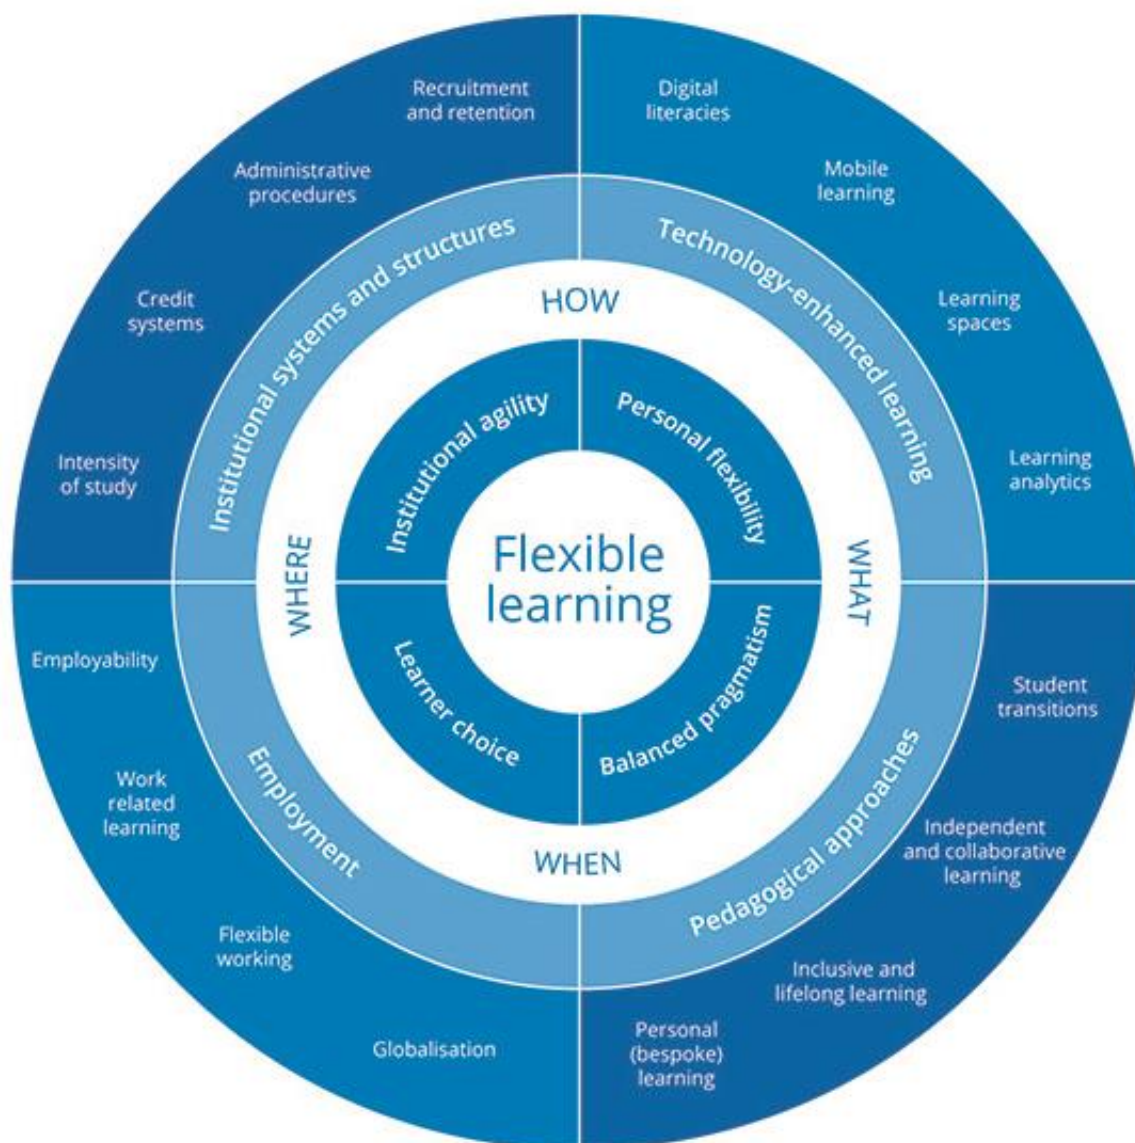 Recruitment
and retention
Administrative
procedures
Credit
systems
Intensity
of study
Digital
literacies
Mobile
learning
Learning
spaces
Learning
analytics
Institutional systems and structures
Technology-enhanced learning
HOW
WHERE
WHAT
WHEN
Institutional agility
Personal flexibility
Flexible
learning
Learner choice
Balanced pragmatism
Employment
Pedagogical approaches
Employability
Work
related
learning
Flexible
working
Globalisation
Student
transitions
Independent
and collaborative
learning
Inclusive and
lifelong learning
Personal
(bespoke)
learning